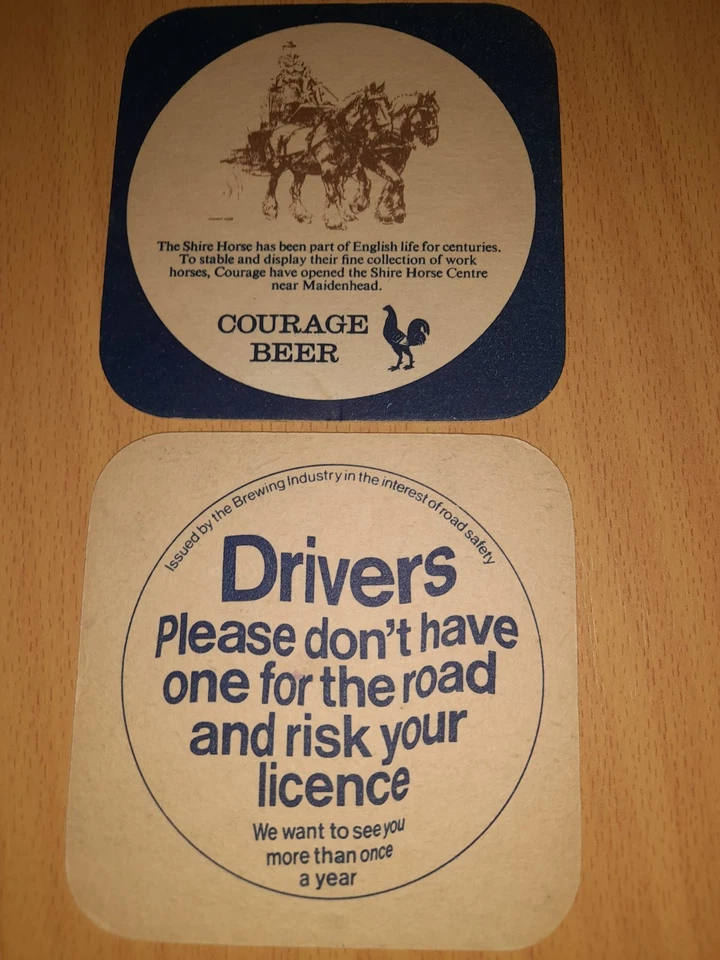 The Shire Horse has been part of English life for centuries.
To stable and display their fine collection of work
horses, Courage have opened the Shire Horse Centre
near Maidenhead.
COURAGE
BEER
Issued by the Brewing Industry in the interest of road safety
Drivers
Please don't have
one for the road
and risk your
licence
We want to see you
more than once
a year